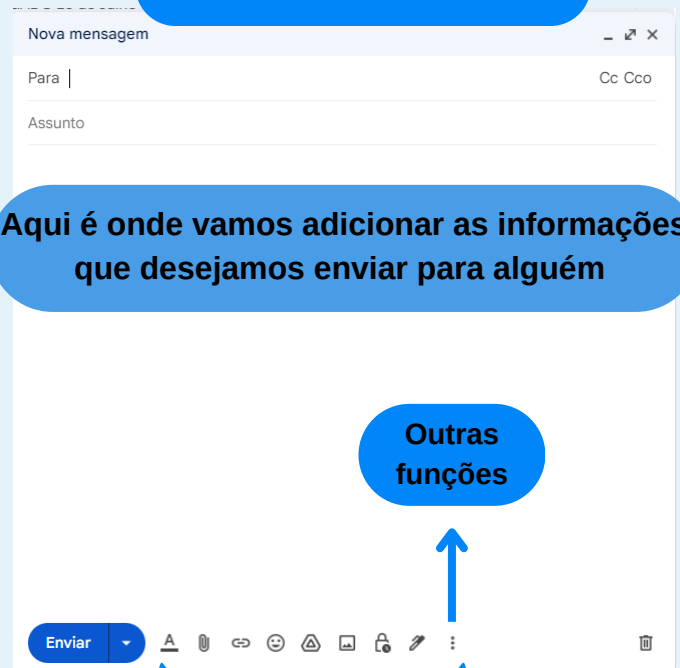 Nova mensagem
Para
Cc Cco
Assunto
Aqui é onde vamos adicionar as informações
que desejamos enviar para alguém
Outras
funções
Enviar
A